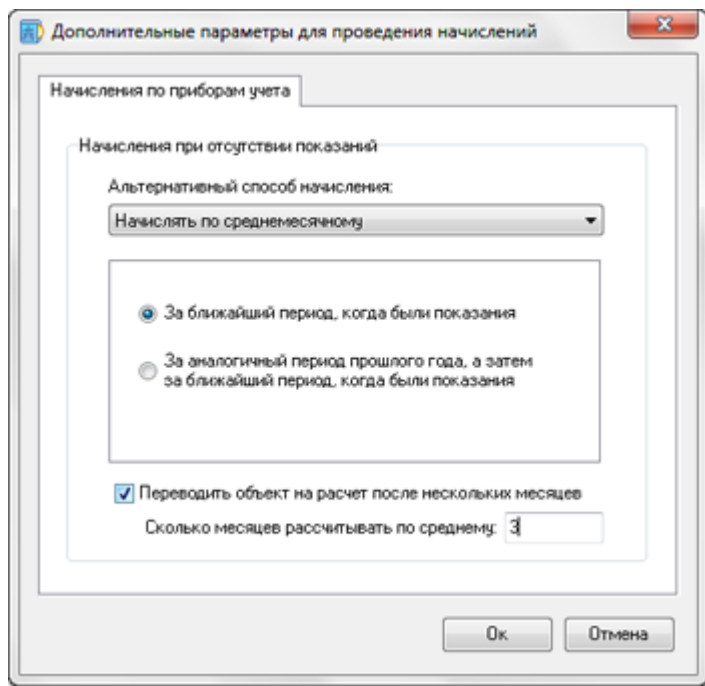 Дополнительные параметры для проведения начислений
Начисления по приборам учета
Начисления при отсутствии показаний
Альтернативный способ начисления:
Начислять по среднемесячному
За ближайший период, когда были показания
За аналогичный период прошлого года, а затем
за ближайший период, когда были показания
Переводить объект на расчет после нескольких месяцев
Сколько месяцев рассчитывать по среднему: 3
Ок Отмена